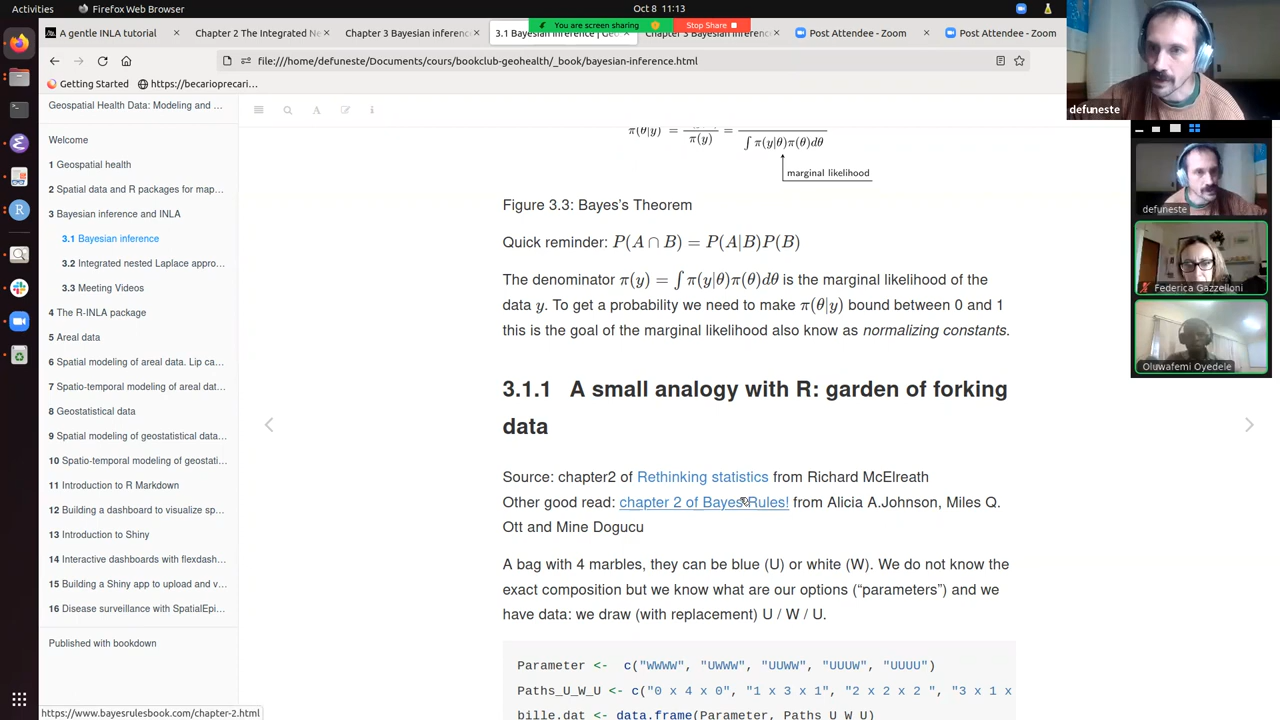 Activities
Firefox Web Browser
Oct 8 11:13
You are screen sharing
Stop Share
A gentle INLA tutorial
Chapter 2 The Integrated Ne
Chapter 3 Bayesian inferenc
3.1 Bayesian inference | Geo
Chapter 3 Bayesian inference
Post Attendee - Zoom
Post Attendee - Zoom
file:///home/defuneste/Documents/cours/bookclub-geohealth/_book/bayesian-inference.html
Getting Started
https://becarioprecari...
defuneste
defuneste
Federica Gazzelloni
Oluwafemi Oyedele
Geospatial Health Data: Modeling and ...
Welcome
1 Geospatial health
2 Spatial data and R packages for map...
3 Bayesian inference and INLA
3.1 Bayesian inference
3.2 Integrated nested Laplace appro...
3.3 Meeting Videos
4 The R-INLA package
5 Areal data
6 Spatial modeling of areal data. Lip ca...
7 Spatio-temporal modeling of areal dat...
8 Geostatistical data
9 Spatial modeling of geostatistical data...
10 Spatio-temporal modeling of geostati...
11 Introduction to R Markdown
12 Building a dashboard to visualize sp...
13 Introduction to Shiny
14 Interactive dashboards with flexdash...
15 Building a Shiny app to upload and v...
16 Disease surveillance with SpatialEpi...
Published with bookdown
π(θ|y) = π(y) = ∫ π(y|θ)π(θ)dθ
marginal likelihood
Figure 3.3: Bayes's Theorem
Quick reminder: P(A ∩ B) = P(A|B)P(B)
The denominator π(y) = ∫ π(y|θ)π(θ)dθ is the marginal likelihood of the
data y. To get a probability we need to make π(θ|y) bound between 0 and 1
this is the goal of the marginal likelihood also know as normalizing constants.
3.1.1 A small analogy with R: garden of forking
data
Source: chapter2 of Rethinking statistics from Richard McElreath
Other good read: chapter 2 of Bayes Rules! from Alicia A.Johnson, Miles Q.
Ott and Mine Dogucu
A bag with 4 marbles, they can be blue (U) or white (W). We do not know the
exact composition but we know what are our options (“parameters”) and we
have data: we draw (with replacement) U / W / U.
Parameter <- c("WWWW", "UWWW", "UUWW", "UUUW", "UUUU")
Paths_U_W_U <- c("0 x 4 x 0", "1 x 3 x 1", "2 x 2 x 2 ", "3 x 1 x
bille.dat <- data.frame(Parameter, Paths_U_W_U)
https://www.bayesrulesbook.com/chapter-2.html